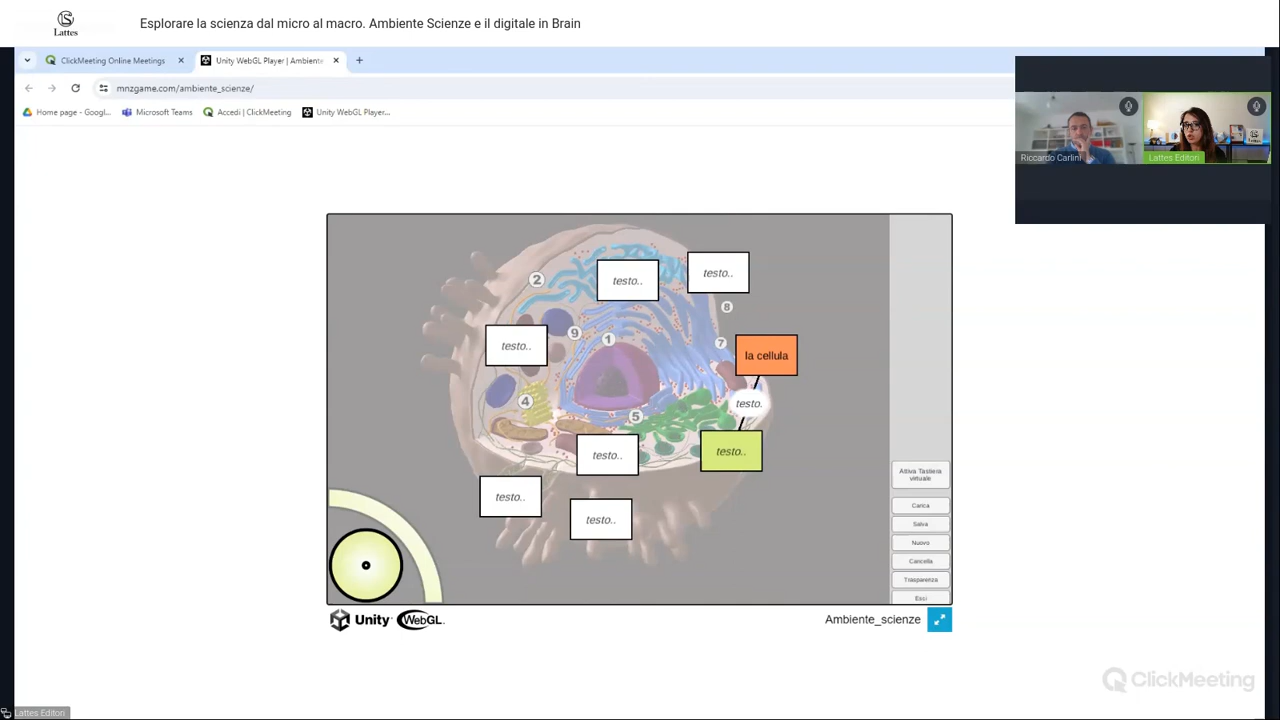 Lattes
Esplorare la scienza dal micro al macro. Ambiente Scienze e il digitale in Brain
ClickMeeting Online Meetings
Unity WebGL Player | Ambiente
mnzgame.com/ambiente_scienze/
Home page - Googl...
Microsoft Teams
Accedi | ClickMeeting
Unity WebGL Player...
Riccardo Carlini
Lattes Editori
testo..
testo..
2
8
9
1
7
testo..
la cellula
4
5
testo.
testo..
testo..
testo..
testo..
Attiva Tastiera
virtuale
Carica
Salva
Nuovo
Cancella
Trasparenza
Esci
Unity
WebGL
Ambiente_scienze
ClickMeeting
Lattes Editori